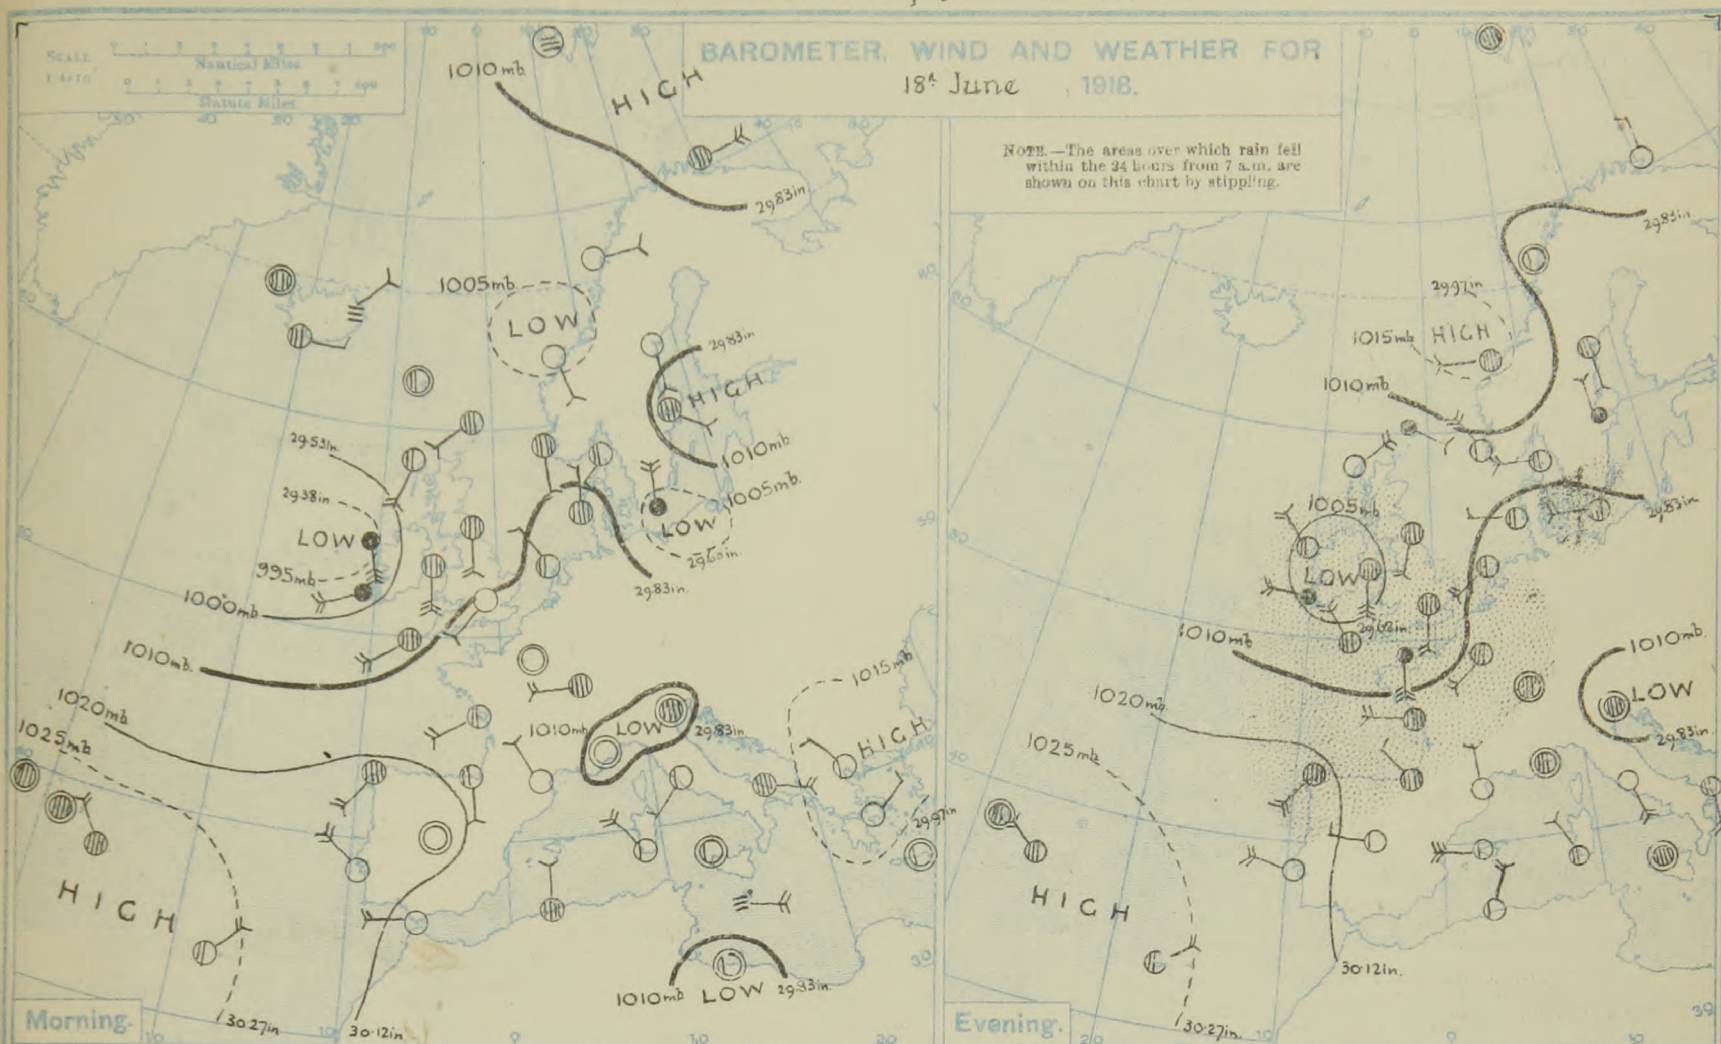 SCALE
Nautical Miles
Statute Miles
BAROMETER, WIND AND WEATHER FOR
18th June, 1918.
NOTE.—The areas over which rain fell
within the 24 hours from 7 a.m. are
shown on this chart by stippling.
1010mb
HIGH
29.83in
1005mb
LOW
29.83in
HIGH
1010mb
29.53in.
29.38in
LOW
995mb
1000mb
1005mb.
LOW
29.83in.
1010mb.
1020mb
1025mb
1010mb
LOW
29.83in
1015mb
HIGH
29.97in
HIGH
1010mb LOW 29.83in.
30.27in
30.12in.
Morning.
29.83in
29.97in
1015mb HIGH
1010mb
1005mb
29.83in
LOW
29.62in.
1010mb
1010mb.
LOW
29.83in.
1020mb
1025mb
HIGH
30.12in.
30.27in
Evening.